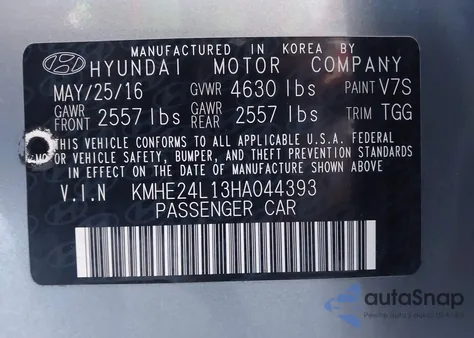 MANUFACTURED IN KOREA BY
HYUNDAI MOTOR COMPANY
MAY/25/16 GVWR 4630 lbs PAINT V7S
GAWR FRONT 2557 lbs GAWR REAR 2557 lbs TRIM TGG
THIS VEHICLE CONFORMS TO ALL APPLICABLE U.S.A. FEDERAL
MOTOR VEHICLE SAFETY, BUMPER, AND THEFT PREVENTION STANDARDS
IN EFFECT ON THE DATE OF MANUFACTURE SHOWN ABOVE
V.I.N KMHE24L13HA044393
PASSENGER CAR
autoSnap